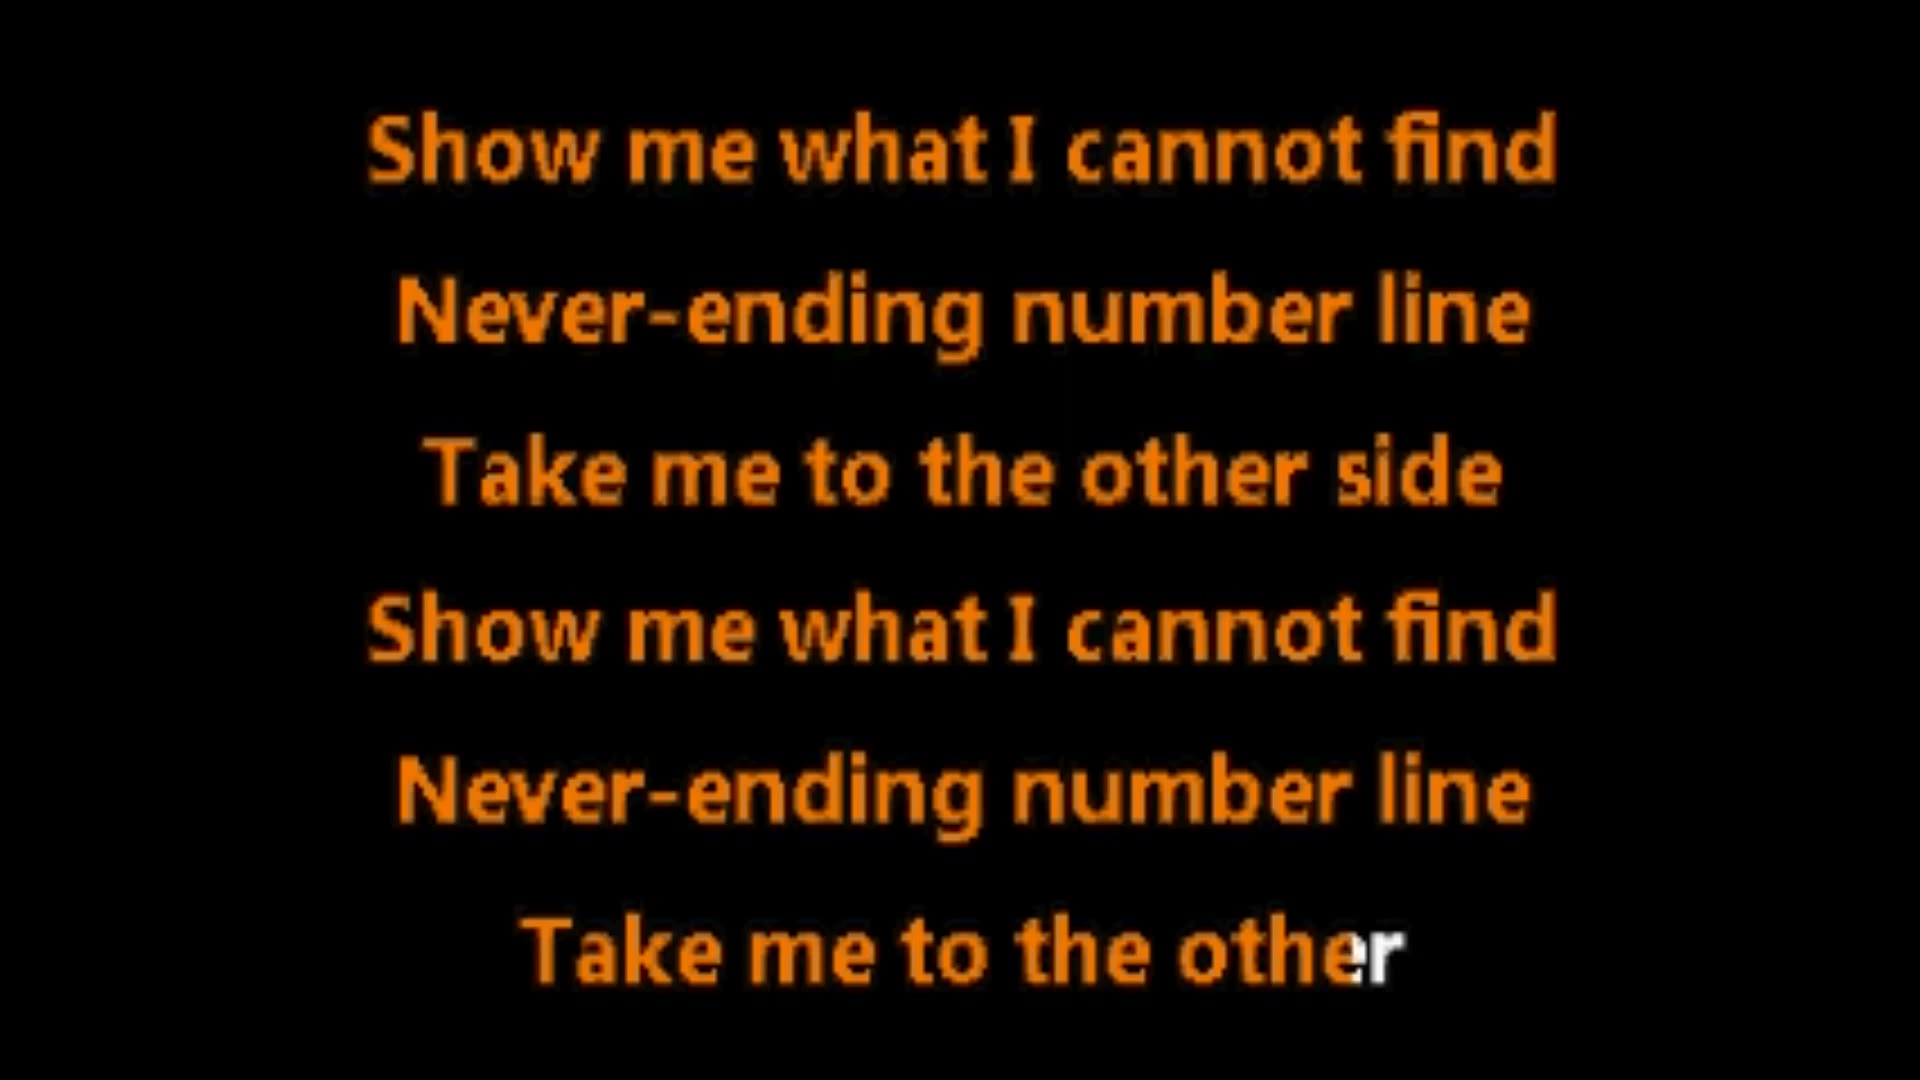 Show me what I cannot find
Never-ending number line
Take me to the other side
Show me what I cannot find
Never-ending number line
Take me to the other